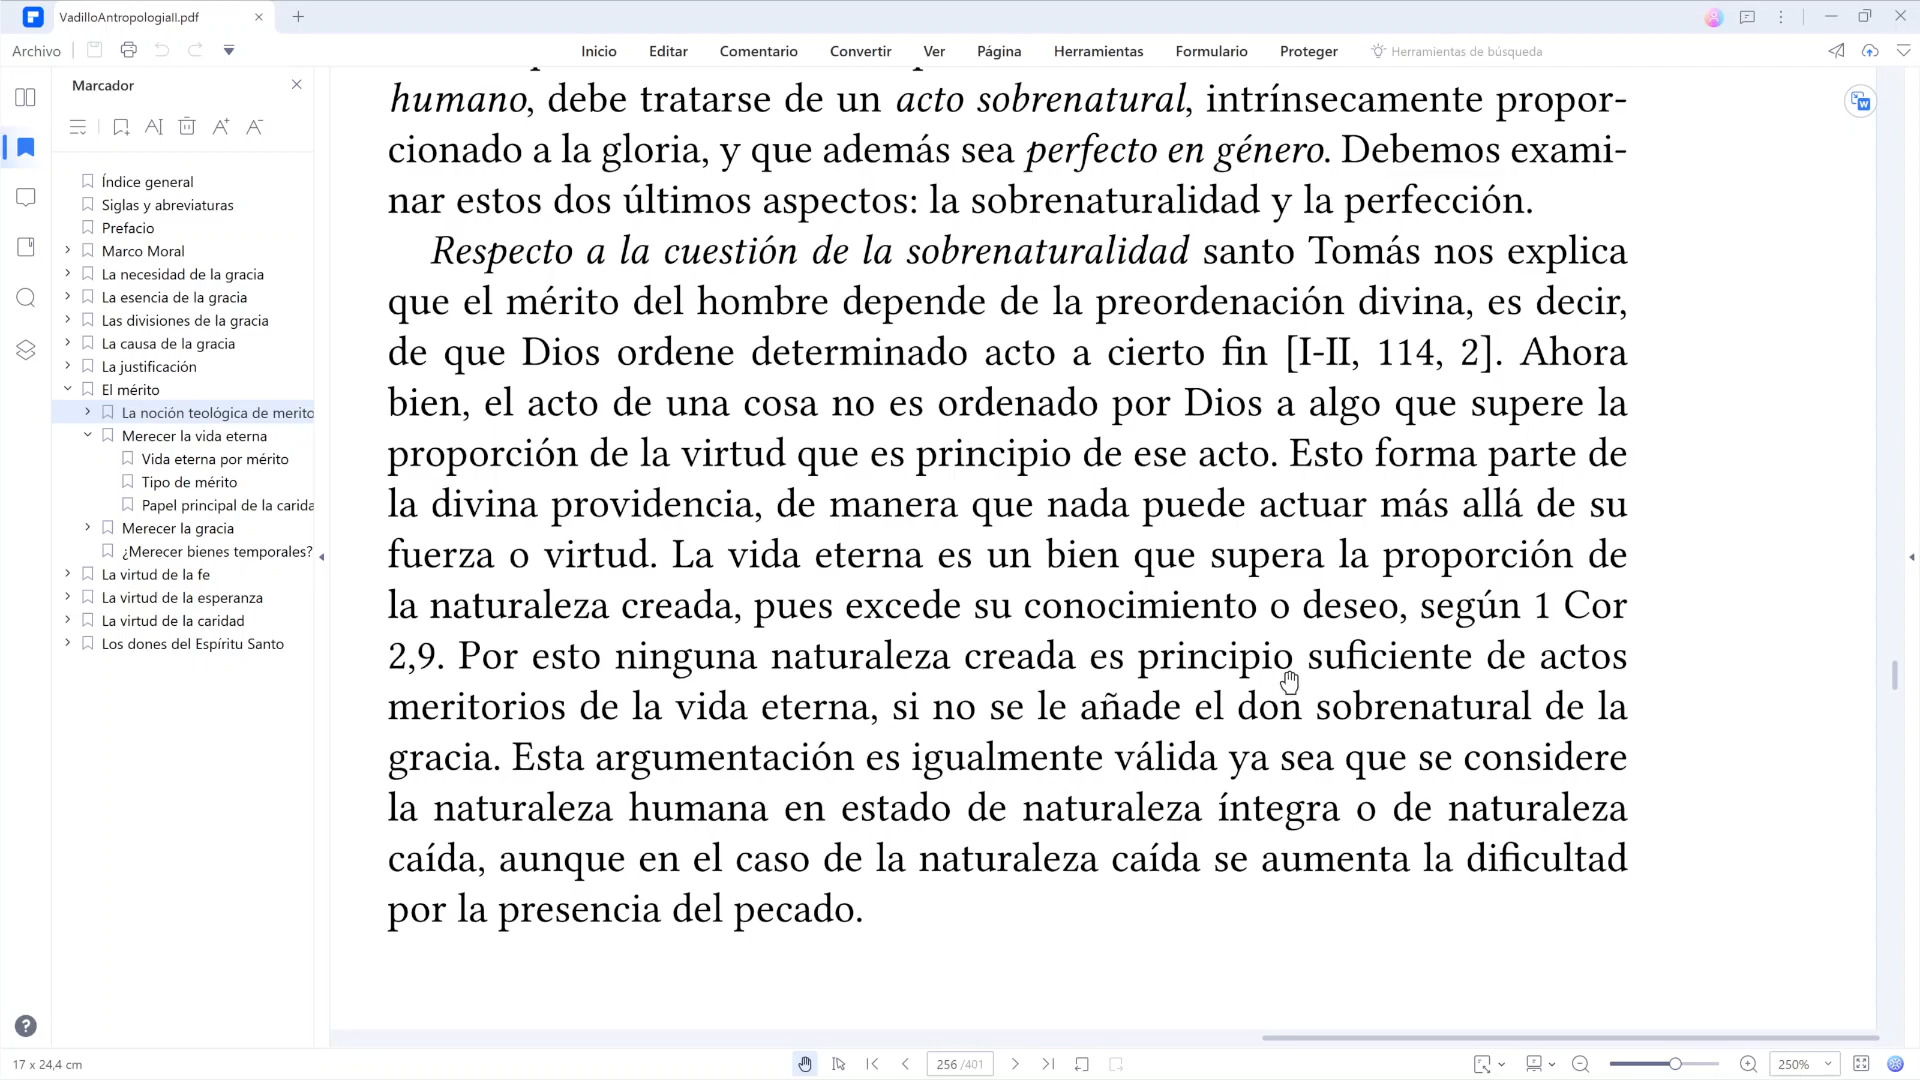 VadilloAntropologiaII.pdf
Archivo
Inicio
Editar
Comentario
Convertir
Ver
Página
Herramientas
Formulario
Proteger
Herramientas de búsqueda
Marcador
Índice general
Siglas y abreviaturas
Prefacio
Marco Moral
La necesidad de la gracia
La esencia de la gracia
Las divisiones de la gracia
La causa de la gracia
La justificación
El mérito
La noción teológica de merito
Merecer la vida eterna
Vida eterna por mérito
Tipo de mérito
Papel principal de la carida
Merecer la gracia
¿Merecer bienes temporales?
La virtud de la fe
La virtud de la esperanza
La virtud de la caridad
Los dones del Espíritu Santo
humano, debe tratarse de un acto sobrenatural, intrínsecamente propor-
cionado a la gloria, y que además sea perfecto en género. Debemos exami-
nar estos dos últimos aspectos: la sobrenaturalidad y la perfección.
Respecto a la cuestión de la sobrenaturalidad santo Tomás nos explica
que el mérito del hombre depende de la preordenación divina, es decir,
de que Dios ordene determinado acto a cierto fin [I-II, 114, 2]. Ahora
bien, el acto de una cosa no es ordenado por Dios a algo que supere la
proporción de la virtud que es principio de ese acto. Esto forma parte de
la divina providencia, de manera que nada puede actuar más allá de su
fuerza o virtud. La vida eterna es un bien que supera la proporción de
la naturaleza creada, pues excede su conocimiento o deseo, según 1 Cor
2,9. Por esto ninguna naturaleza creada es principio suficiente de actos
meritorios de la vida eterna, si no se le añade el don sobrenatural de la
gracia. Esta argumentación es igualmente válida ya sea que se considere
la naturaleza humana en estado de naturaleza íntegra o de naturaleza
caída, aunque en el caso de la naturaleza caída se aumenta la dificultad
por la presencia del pecado.
17 x 24,4 cm
256 /401
250%